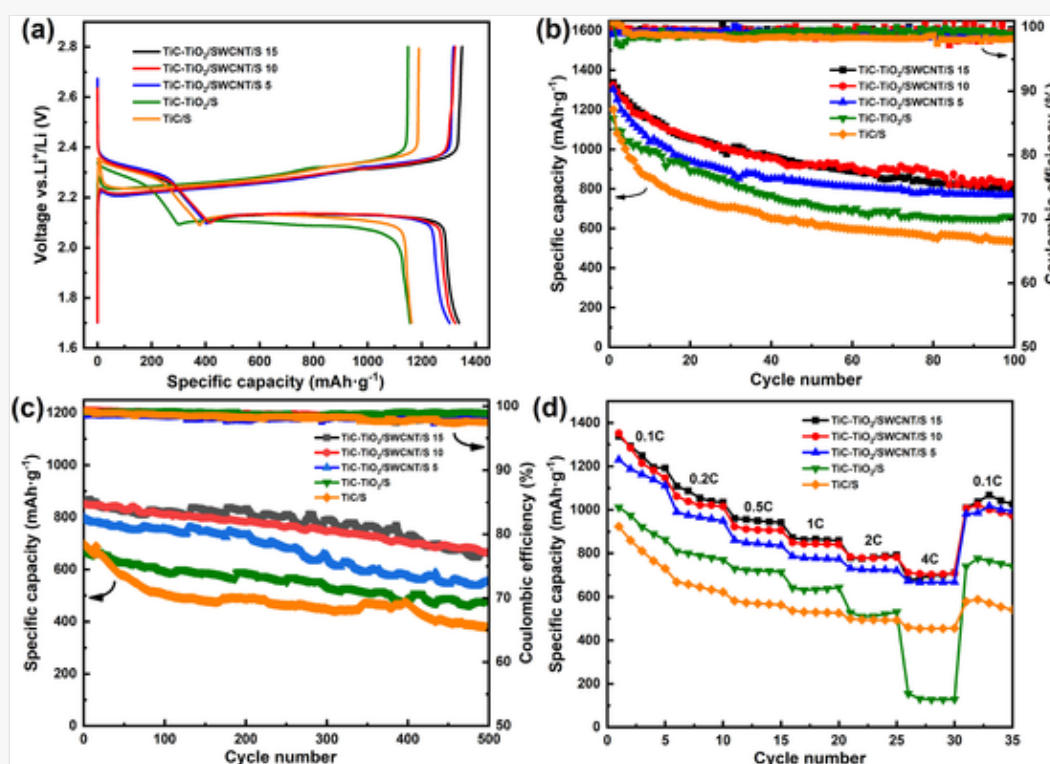 (a)
TiC-TiO₂/SWCNT/S 15
TiC-TiO₂/SWCNT/S 10
TiC-TiO₂/SWCNT/S 5
TiC-TiO₂/S
TiC/S
Voltage vs.Li⁺/Li (V)
2.8
2.6
2.4
2.2
2.0
1.8
1.6
0 200 400 600 800 1000 1200 1400
Specific capacity (mAh·g⁻¹)
(b)
TiC-TiO₂/SWCNT/S 15
TiC-TiO₂/SWCNT/S 10
TiC-TiO₂/SWCNT/S 5
TiC-TiO₂/S
TiC/S
Specific capacity (mAh·g⁻¹)
1600
1400
1200
1000
800
600
400
200
0
100
90
80
70
60
50
Coulombic efficiency (%)
0 20 40 60 80 100
Cycle number
(c)
TiC-TiO₂/SWCNT/S 15
TiC-TiO₂/SWCNT/S 10
TiC-TiO₂/SWCNT/S 5
TiC-TiO₂/S
TiC/S
Specific capacity (mAh·g⁻¹)
1200
1000
800
600
400
200
0
100
90
80
70
60
50
Coulombic efficiency (%)
0 100 200 300 400 500
Cycle number
(d)
TiC-TiO₂/SWCNT/S 15
TiC-TiO₂/SWCNT/S 10
TiC-TiO₂/SWCNT/S 5
TiC-TiO₂/S
TiC/S
0.1C
0.2C
0.5C
1C
2C
4C
0.1C
Specific capacity (mAh·g⁻¹)
1400
1200
1000
800
600
400
200
0
0 5 10 15 20 25 30 35
Cycle number